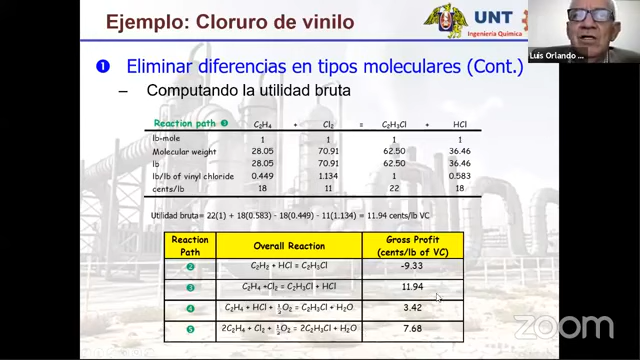 Ejemplo: Cloruro de vinilo
UNT
Ingeniería Química
Luis Orlando
❶ Eliminar diferencias en tipos moleculares (Cont.)
– Computando la utilidad bruta
Reaction path ❸ C₂H₄ + Cl₂ = C₂H₃Cl + HCl
lb-mole 1 1 1 1
Molecular weight 28.05 70.91 62.50 36.46
lb 28.05 70.91 62.50 36.46
lb/lb of vinyl chloride 0.449 1.134 1 0.583
cents/lb 18 11 22 18
Utilidad bruta= 22(1) + 18(0.583) - 18(0.449) - 11(1.134) = 11.94 cents/lb VC
Reaction Path Overall Reaction Gross Profit (cents/lb of VC)
❷ C₂H₂ + HCl = C₂H₃Cl -9.33
❸ C₂H₄ +Cl₂ = C₂H₃Cl + HCl 11.94
❹ C₂H₄ + HCl + ½O₂ = C₂H₃Cl + H₂O 3.42
❺ 2C₂H₄ + Cl₂ + ½O₂ = 2C₂H₃Cl + H₂O 7.68
zoom